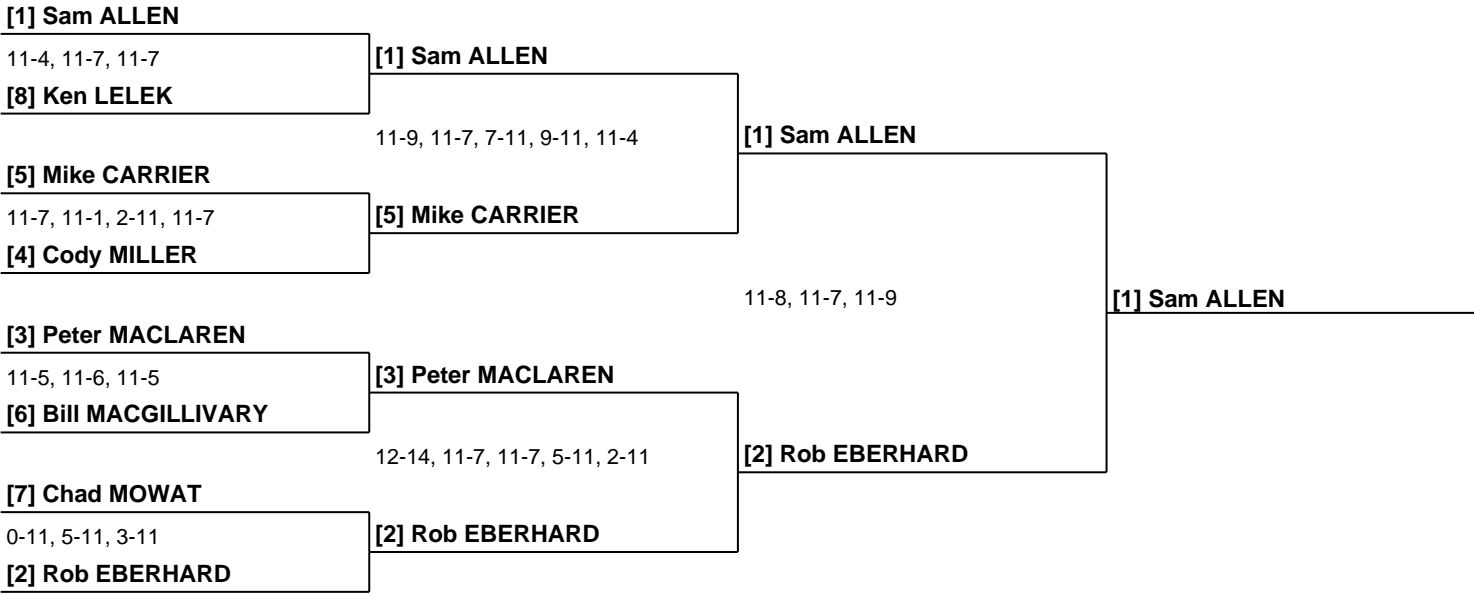 [1] Sam ALLEN
11-4, 11-7, 11-7
[1] Sam ALLEN
[8] Ken LELEK
11-9, 11-7, 7-11, 9-11, 11-4
[1] Sam ALLEN
[5] Mike CARRIER
11-7, 11-1, 2-11, 11-7
[5] Mike CARRIER
[4] Cody MILLER
11-8, 11-7, 11-9
[1] Sam ALLEN
[3] Peter MACLAREN
11-5, 11-6, 11-5
[3] Peter MACLAREN
[6] Bill MACGILLIVARY
12-14, 11-7, 11-7, 5-11, 2-11
[2] Rob EBERHARD
[7] Chad MOWAT
0-11, 5-11, 3-11
[2] Rob EBERHARD
[2] Rob EBERHARD